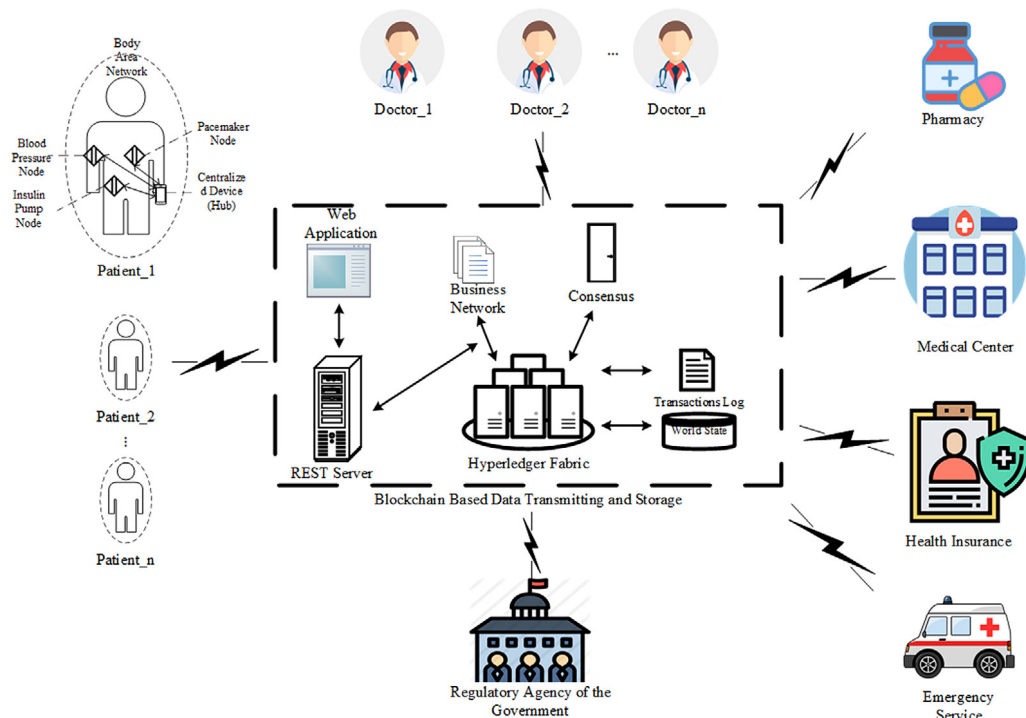 Body
Area
Network
Pacemaker
Node
Blood
Pressure
Node
Insulin
Pump
Node
Centralize
d Device
(Hub)
Patient_1
Patient_2
...
Patient_n
Doctor_1
Doctor_2
...
Doctor_n
Web
Application
Business
Network
Consensus
REST Server
Hyperledger Fabric
Transactions Log
World State
Blockchain Based Data Transmitting and Storage
Pharmacy
Medical Center
Health Insurance
Emergency
Service
Regulatory Agency of the
Government